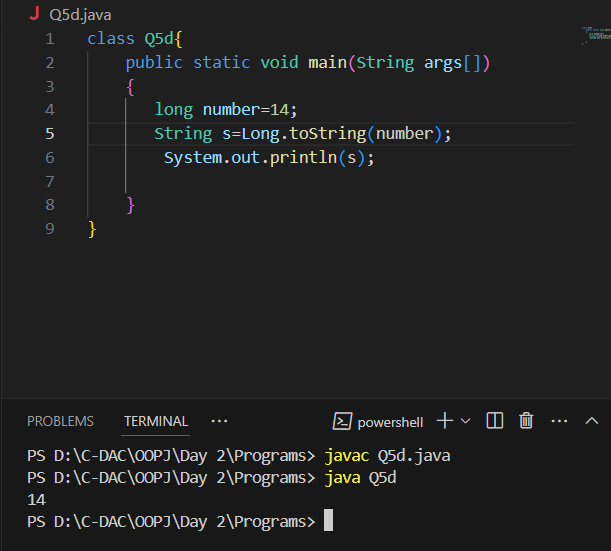 J Q5d.java
1 class Q5d{
2 public static void main(String args[])
3 {
4 long number=14;
5 String s=Long.toString(number);
6 System.out.println(s);
7
8 }
9 }
PROBLEMS TERMINAL ··· powershell ···
PS D:\C-DAC\OOPJ\Day 2\Programs> javac Q5d.java
PS D:\C-DAC\OOPJ\Day 2\Programs> java Q5d
14
PS D:\C-DAC\OOPJ\Day 2\Programs>